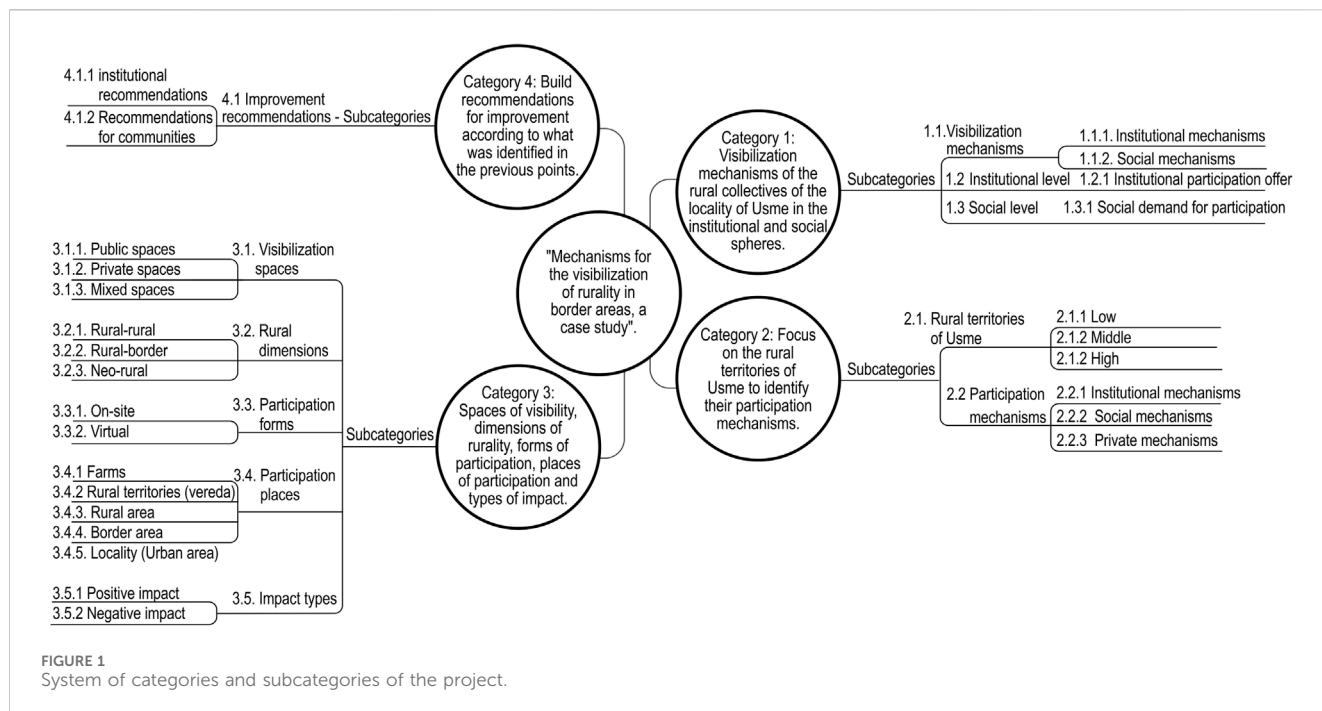 "Mechanisms for
the visibilization
of rurality in
border areas, a
case study".
Category 1:
Visibilization
mechanisms of the
rural collectives of the
locality of Usme in the
institutional and social
spheres.
Subcategories
1.1.Visibilization
mechanisms
1.1.1. Institutional mechanisms
1.1.2. Social mechanisms
1.2 Institutional level
1.2.1 Institutional participation offer
1.3 Social level
1.3.1 Social demand for participation
Category 2: Focus
on the rural
territories of
Usme to identify
their participation
mechanisms.
Subcategories
2.1. Rural territories
of Usme
2.1.1 Low
2.1.2 Middle
2.1.2 High
2.2 Participation
mechanisms
2.2.1 Institutional mechanisms
2.2.2 Social mechanisms
2.2.3 Private mechanisms
Category 3:
Spaces of visibility,
dimensions of
rurality, forms of
participation, places
of participation and
types of impact.
Subcategories
3.1. Visibilization
spaces
3.1.1. Public spaces
3.1.2. Private spaces
3.1.3. Mixed spaces
3.2. Rural
dimensions
3.2.1. Rural-rural
3.2.2. Rural-border
3.2.3. Neo-rural
3.3. Participation
forms
3.3.1. On-site
3.3.2. Virtual
3.4. Participation
places
3.4.1 Farms
3.4.2 Rural territories (vereda)
3.4.3. Rural area
3.4.4. Border area
3.4.5. Locality (Urban area)
3.5. Impact types
3.5.1 Positive impact
3.5.2 Negative impact
Category 4: Build
recommendations
for improvement
according to what
was identified in
the previous points.
4.1 Improvement
recommendations - Subcategories
4.1.1 institutional
recommendations
4.1.2 Recommendations
for communities
FIGURE 1
System of categories and subcategories of the project.